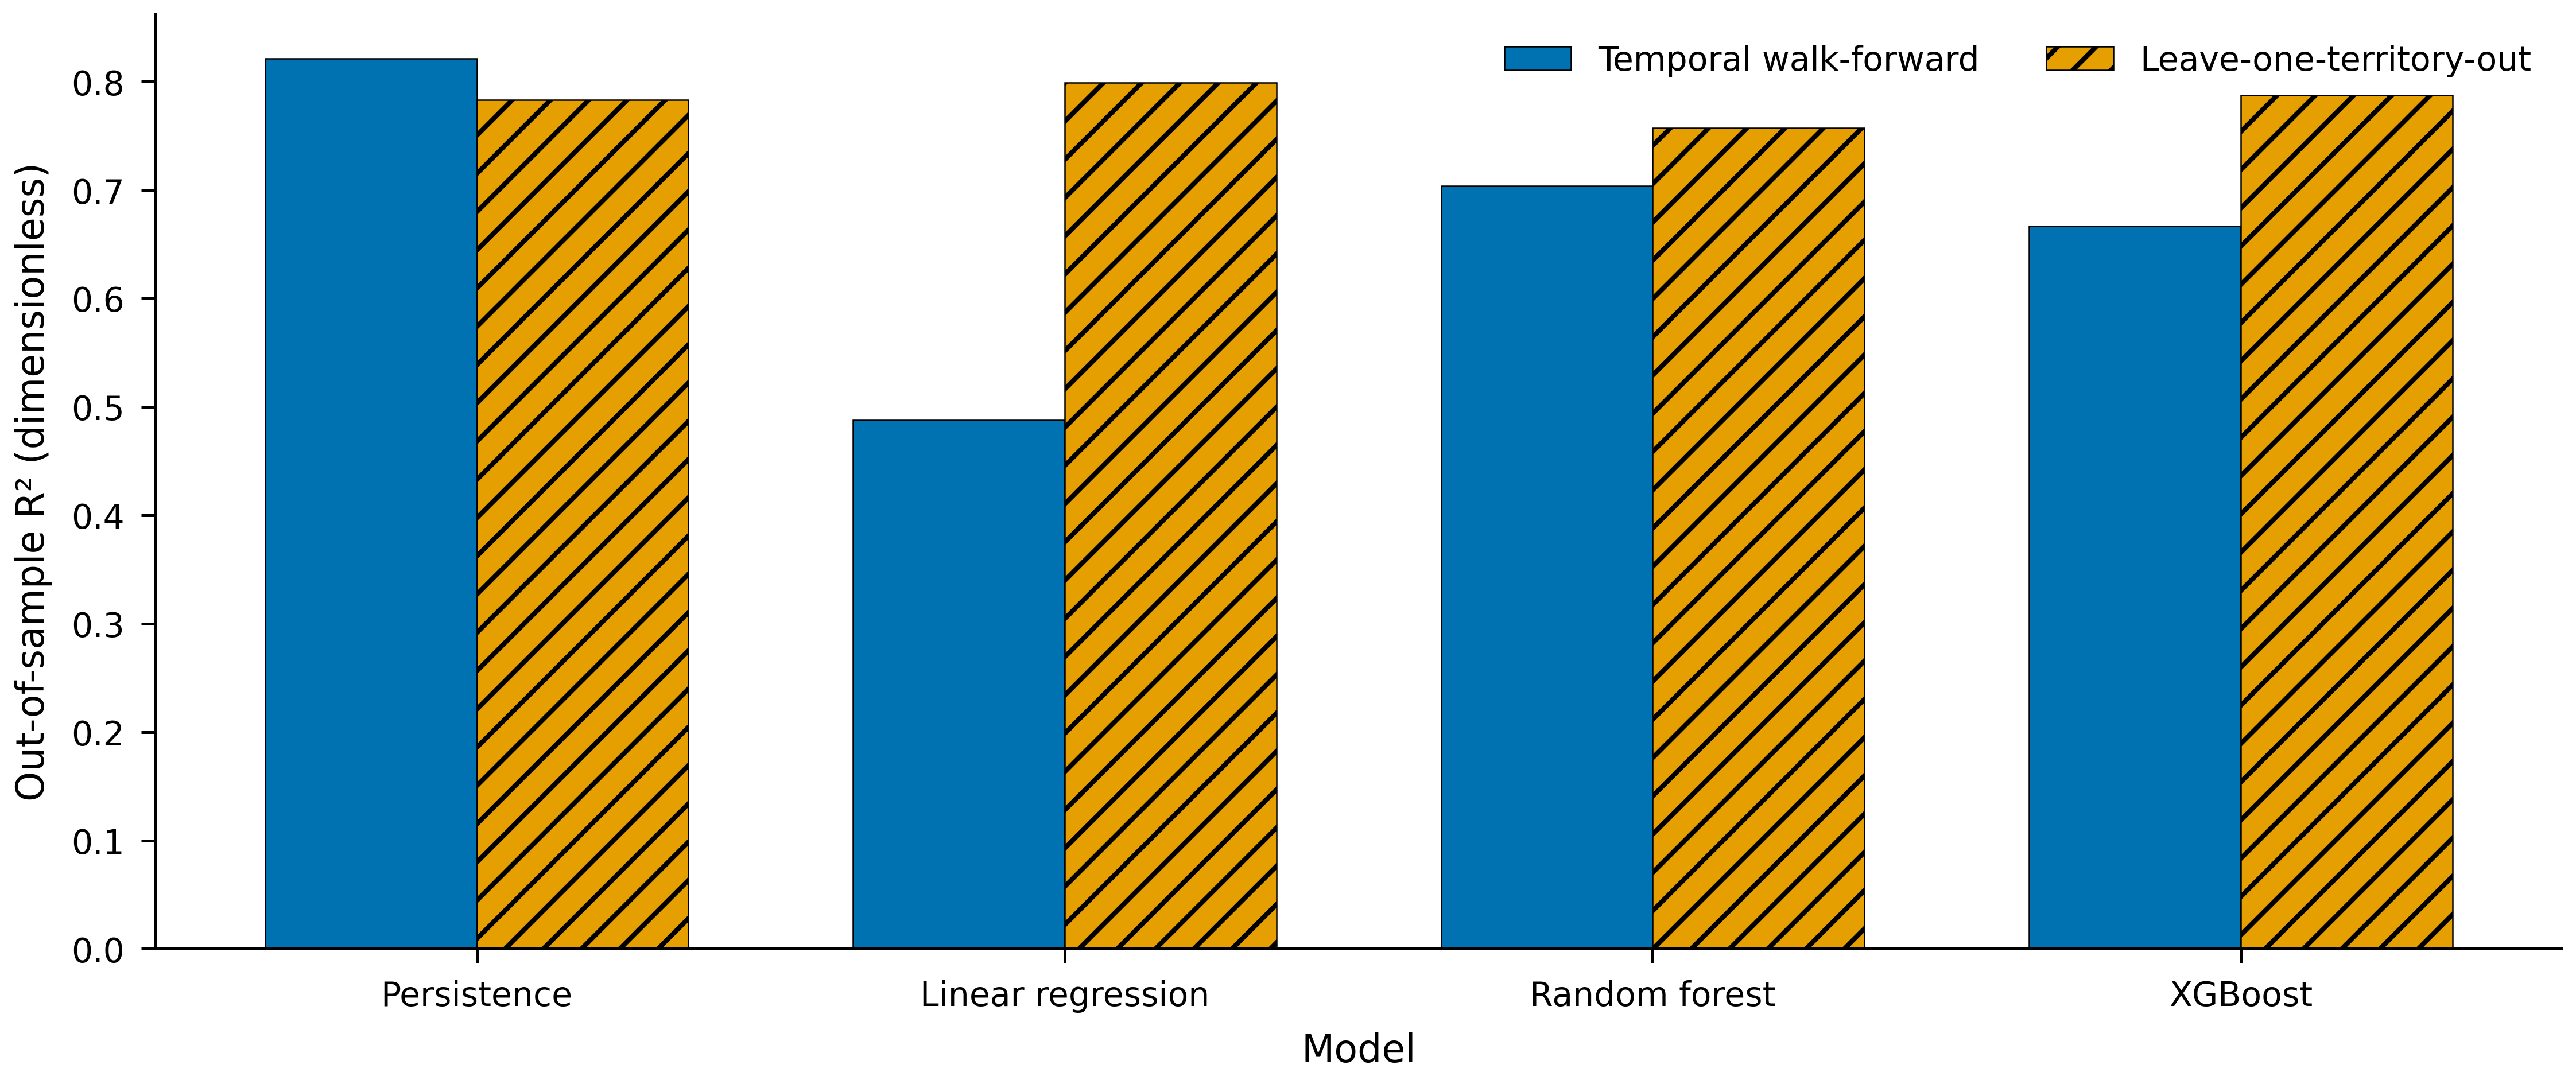 Temporal walk-forward
Leave-one-territory-out
Out-of-sample R² (dimensionless)
0.8
0.7
0.6
0.5
0.4
0.3
0.2
0.1
0.0
Persistence
Linear regression
Random forest
XGBoost
Model